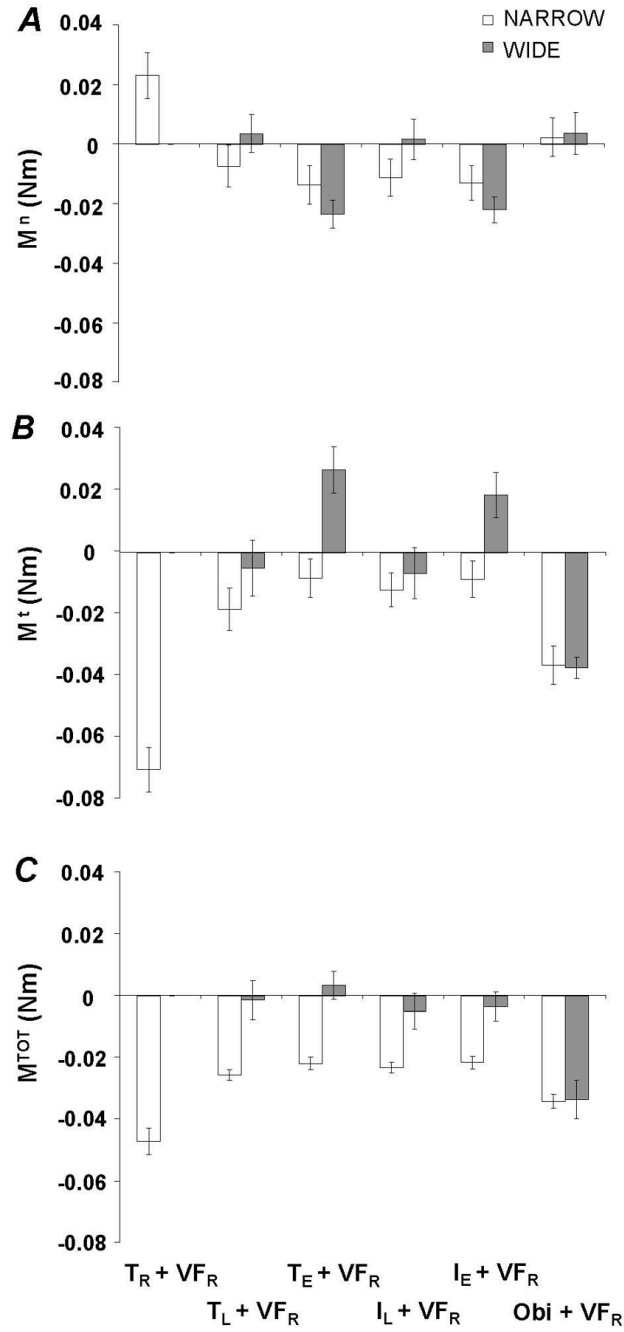 A
NARROW
WIDE
0.04
0.02
0
-0.02
-0.04
-0.06
-0.08
M n (Nm)
B
0.04
0.02
0
-0.02
-0.04
-0.06
-0.08
M t (Nm)
C
0.04
0.02
0
-0.02
-0.04
-0.06
-0.08
MTOT (Nm)
TR + VFR
TE + VFR
IE + VFR
TL + VFR
IL + VFR
Obi + VFR